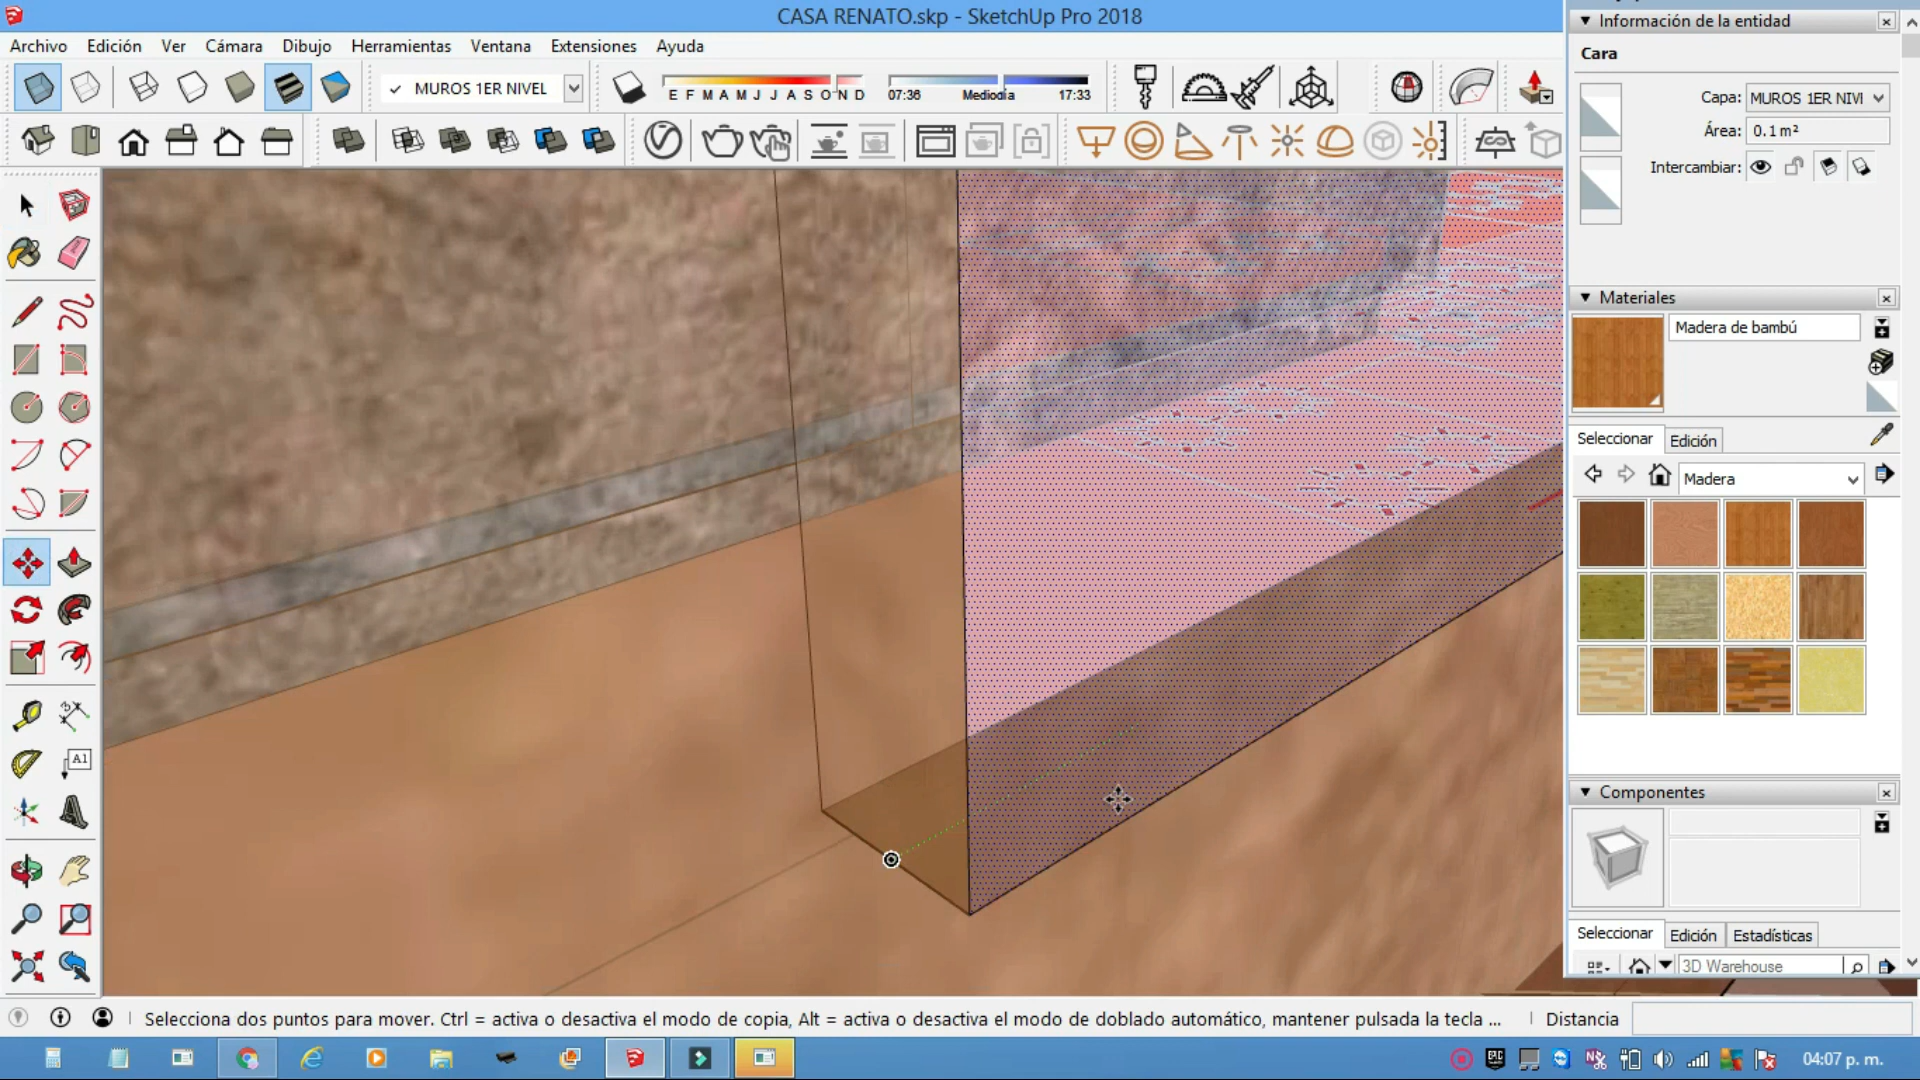 CASA RENATO.skp - SketchUp Pro 2018
Archivo Edición Ver Cámara Dibujo Herramientas Ventana Extensiones Ayuda
MUROS 1ER NIVEL
E F M A M J J A S O N D
07:36 Mediodía 17:33
Información de la entidad
Cara
Capa: MUROS 1ER NIVI
Área: 0.1 m²
Intercambiar:
Materiales
Madera de bambú
Seleccionar Edición
Madera
A1
Componentes
Seleccionar Edición Estadísticas
3D Warehouse
Selecciona dos puntos para mover. Ctrl = activa o desactiva el modo de copia, Alt = activa o desactiva el modo de doblado automático, mantener pulsada la tecla ...
Distancia
04:07 p. m.